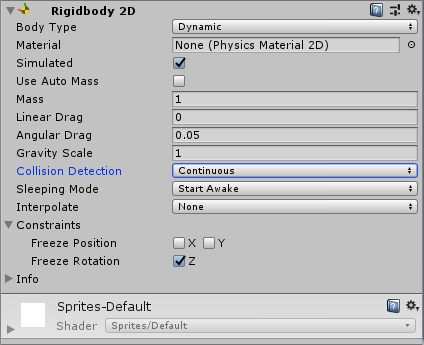 Rigidbody 2D
Body Type Dynamic
Material None (Physics Material 2D)
Simulated
Use Auto Mass
Mass 1
Linear Drag 0
Angular Drag 0.05
Gravity Scale 1
Collision Detection Continuous
Sleeping Mode Start Awake
Interpolate None
Constraints
Freeze Position X Y
Freeze Rotation Z
Info
Sprites-Default
Shader Sprites/Default